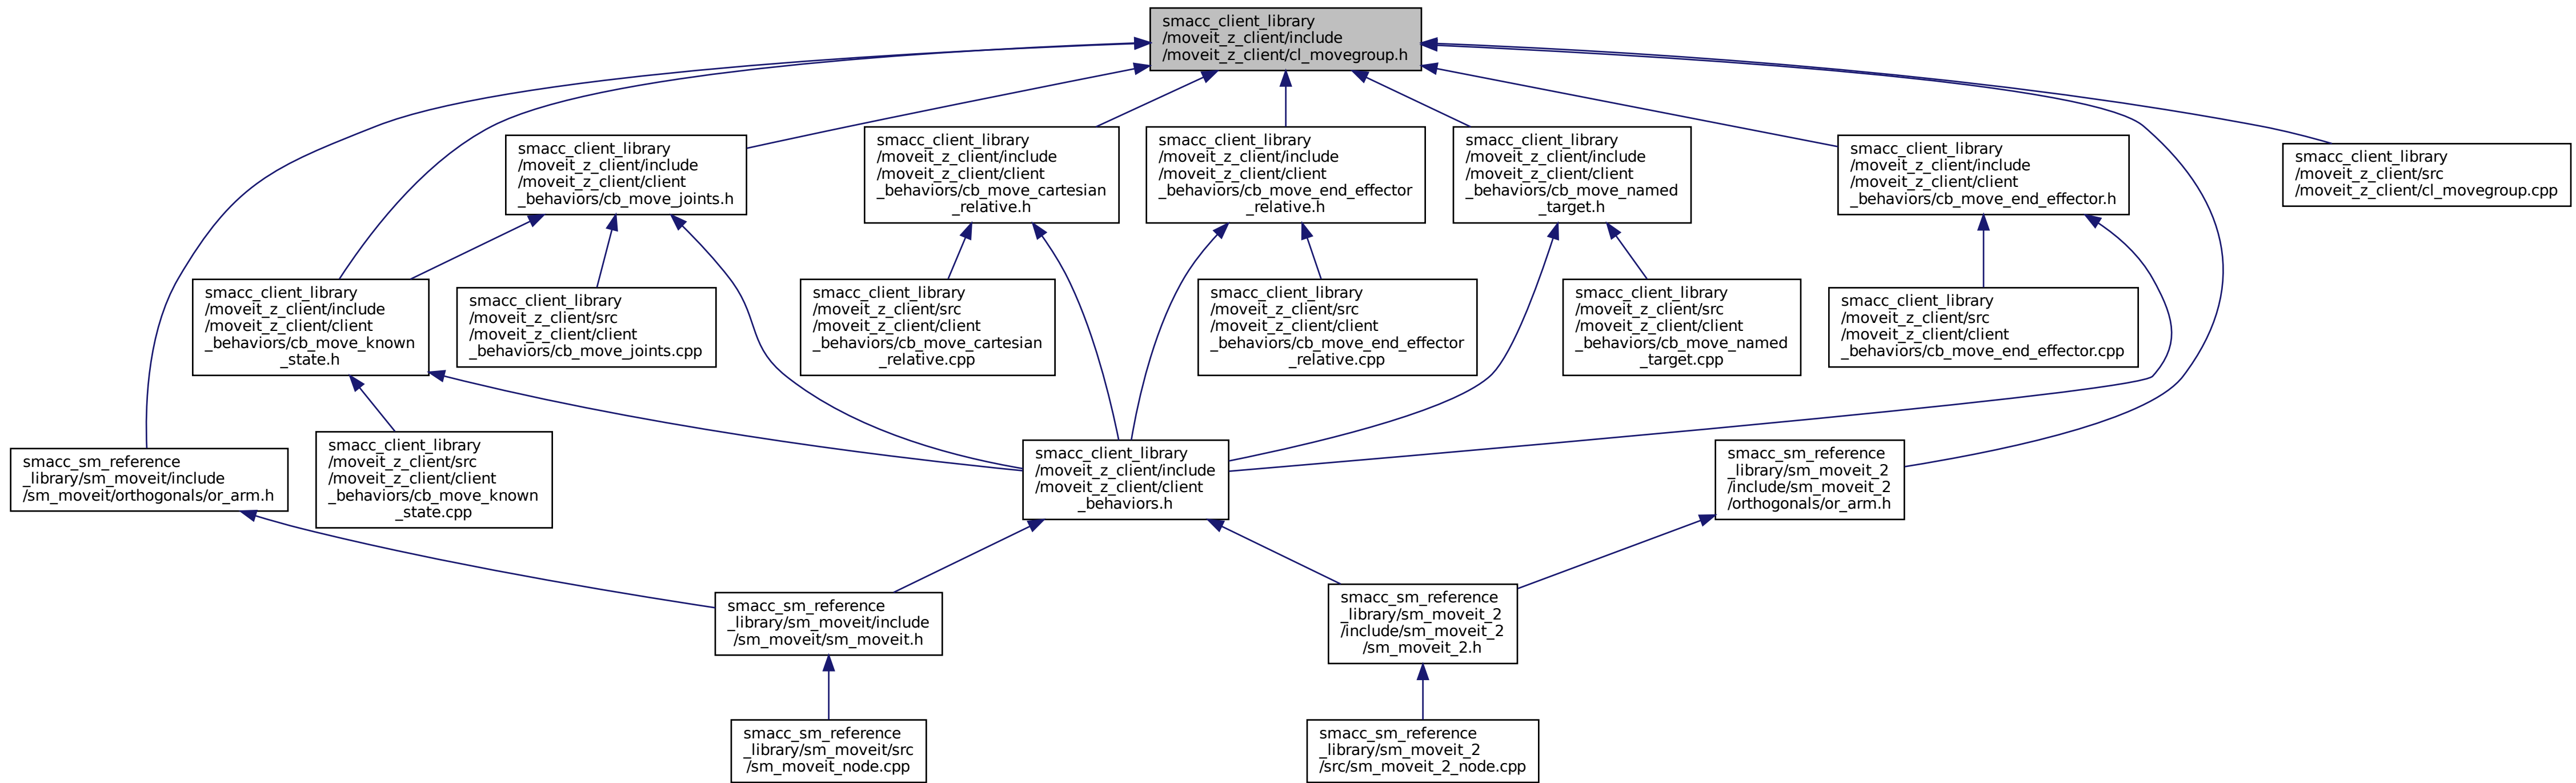 smacc_client_library
/moveit_z_client/include
/moveit_z_client/cl_movegroup.h
smacc_client_library
/moveit_z_client/include
/moveit_z_client/client
_behaviors/cb_move_joints.h
smacc_client_library
/moveit_z_client/include
/moveit_z_client/client
_behaviors/cb_move_cartesian
_relative.h
smacc_client_library
/moveit_z_client/include
/moveit_z_client/client
_behaviors/cb_move_end_effector
_relative.h
smacc_client_library
/moveit_z_client/include
/moveit_z_client/client
_behaviors/cb_move_named
_target.h
smacc_client_library
/moveit_z_client/include
/moveit_z_client/client
_behaviors/cb_move_end_effector.h
smacc_client_library
/moveit_z_client/src
/moveit_z_client/cl_movegroup.cpp
smacc_client_library
/moveit_z_client/include
/moveit_z_client/client
_behaviors/cb_move_known
_state.h
smacc_client_library
/moveit_z_client/src
/moveit_z_client/client
_behaviors/cb_move_joints.cpp
smacc_client_library
/moveit_z_client/src
/moveit_z_client/client
_behaviors/cb_move_cartesian
_relative.cpp
smacc_client_library
/moveit_z_client/src
/moveit_z_client/client
_behaviors/cb_move_end_effector
_relative.cpp
smacc_client_library
/moveit_z_client/src
/moveit_z_client/client
_behaviors/cb_move_named
_target.cpp
smacc_client_library
/moveit_z_client/src
/moveit_z_client/client
_behaviors/cb_move_end_effector.cpp
smacc_sm_reference
_library/sm_moveit/include
/sm_moveit/orthogonals/or_arm.h
smacc_client_library
/moveit_z_client/src
/moveit_z_client/client
_behaviors/cb_move_known
_state.cpp
smacc_client_library
/moveit_z_client/include
/moveit_z_client/client
_behaviors.h
smacc_sm_reference
_library/sm_moveit_2
/include/sm_moveit_2
/orthogonals/or_arm.h
smacc_sm_reference
_library/sm_moveit/include
/sm_moveit/sm_moveit.h
smacc_sm_reference
_library/sm_moveit_2
/include/sm_moveit_2
/sm_moveit_2.h
smacc_sm_reference
_library/sm_moveit/src
/sm_moveit_node.cpp
smacc_sm_reference
_library/sm_moveit_2
/src/sm_moveit_2_node.cpp